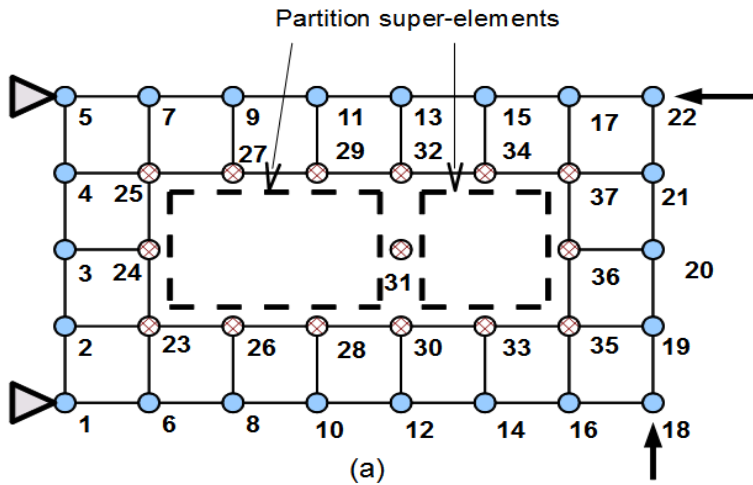 Partition super-elements
5 7 9 11 13 15 17 22
27 29 32 34
4 25 37 21
3 24 31 36 20
2 23 26 28 30 33 35 19
1 6 8 10 12 14 16 18
(a)